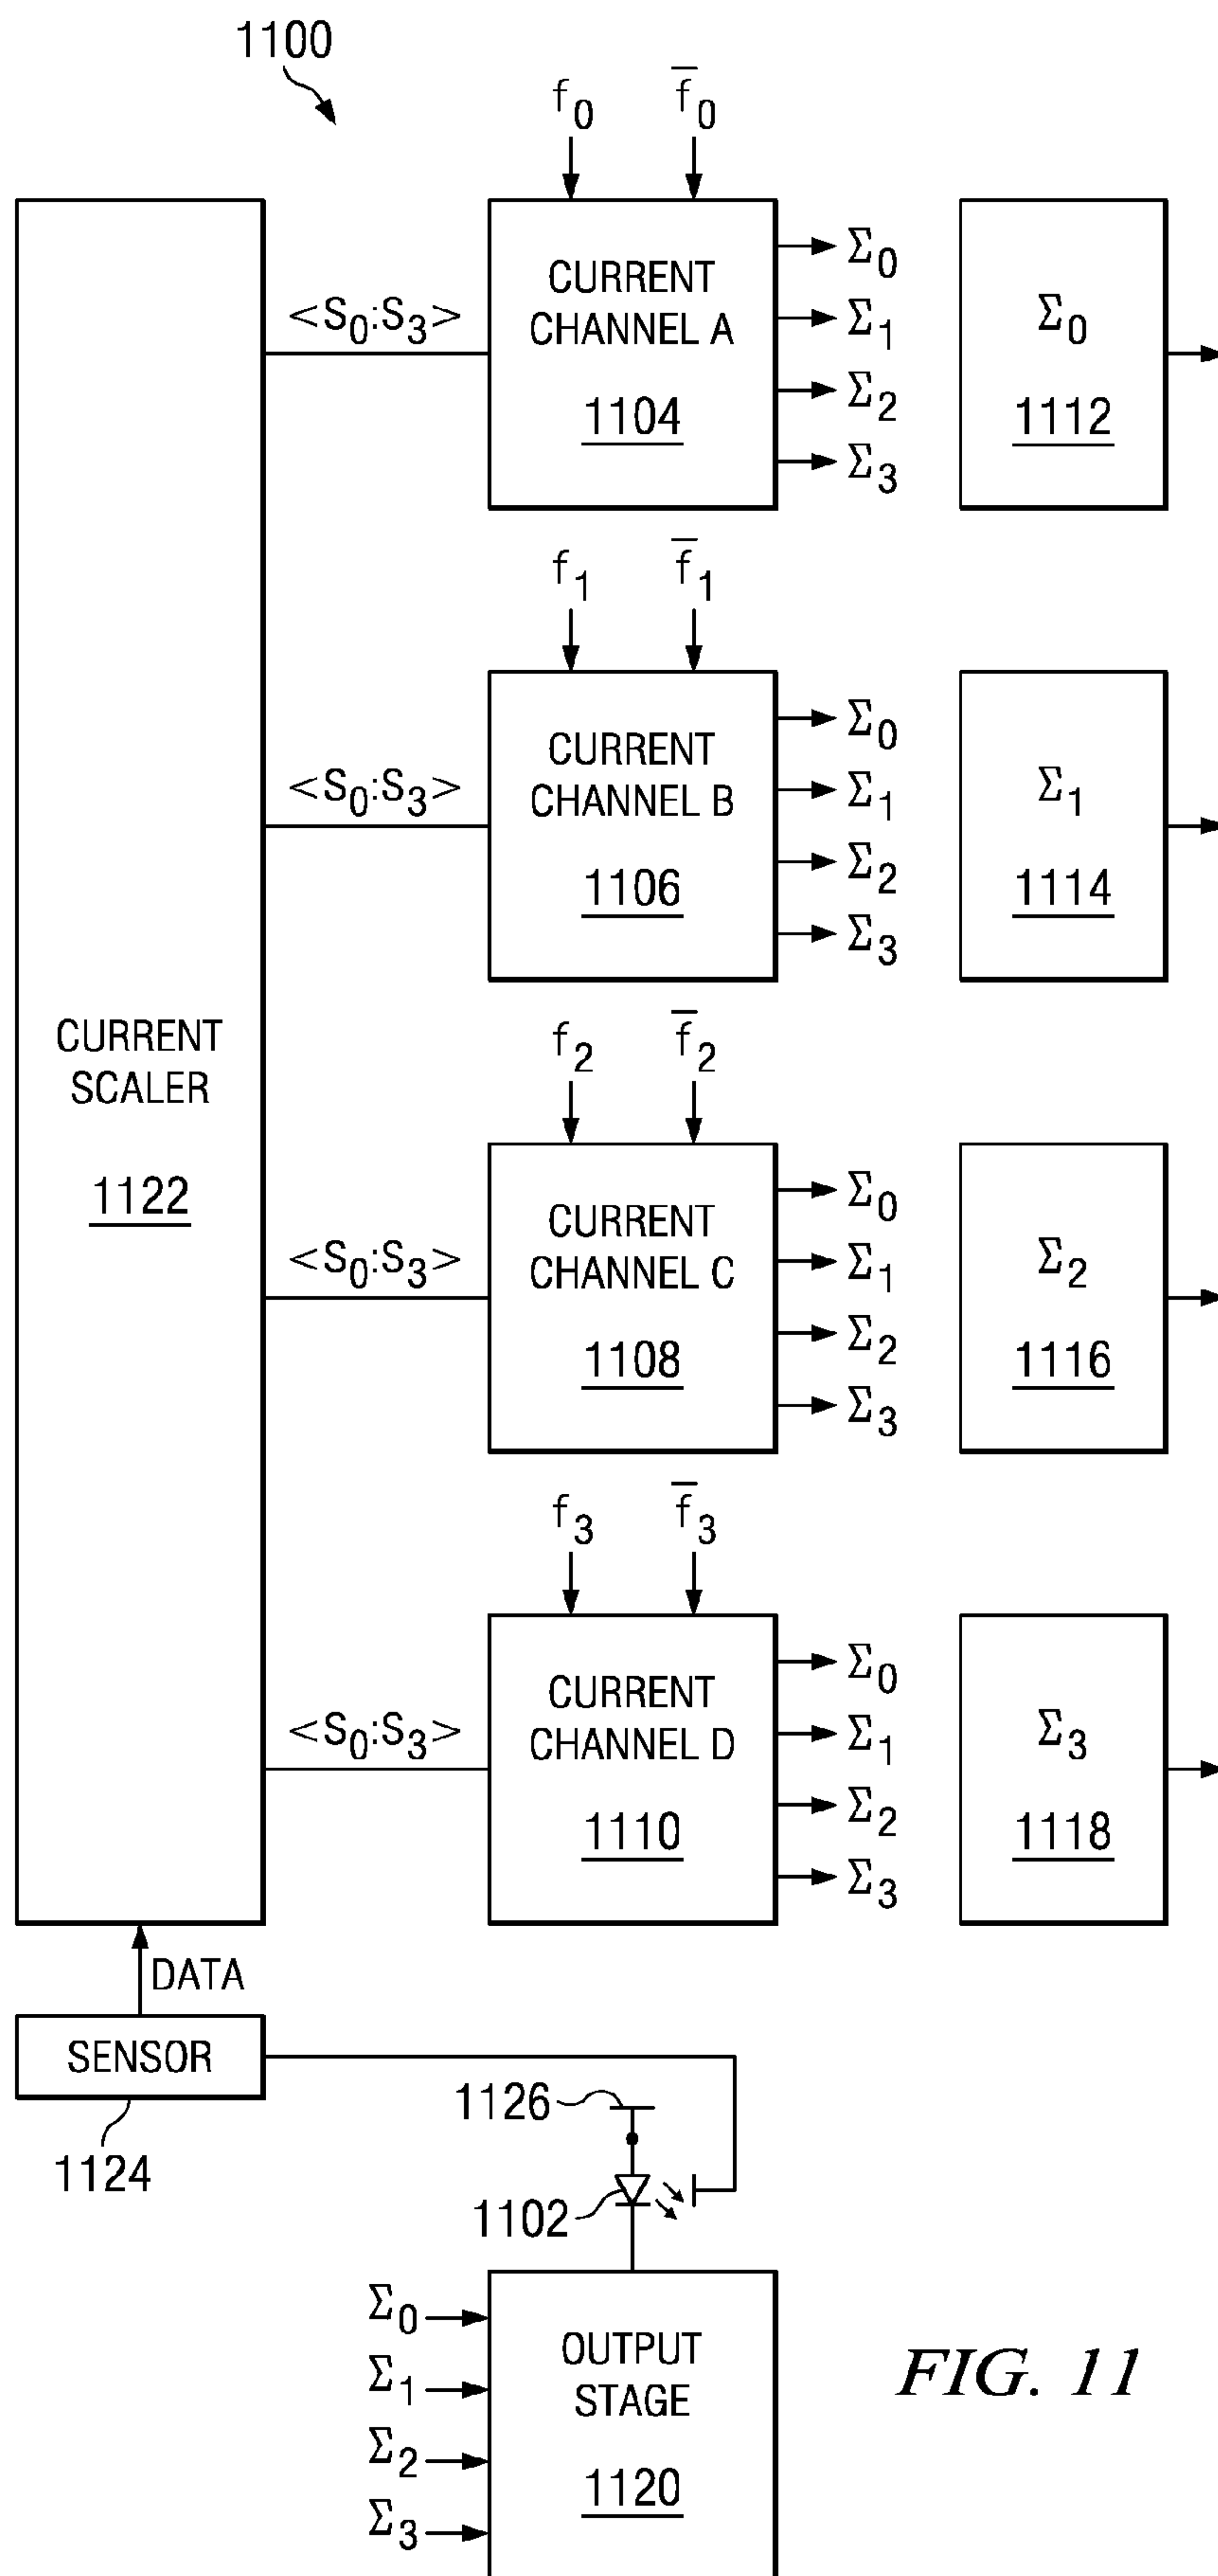 1100
f0 f̅0
CURRENT CHANNEL A
1104
<S0:S3>
Σ0
Σ1
Σ2
Σ3
Σ0
1112
f1 f̅1
CURRENT CHANNEL B
1106
<S0:S3>
Σ0
Σ1
Σ2
Σ3
Σ1
1114
CURRENT SCALER
1122
f2 f̅2
CURRENT CHANNEL C
1108
<S0:S3>
Σ0
Σ1
Σ2
Σ3
Σ2
1116
f3 f̅3
CURRENT CHANNEL D
1110
<S0:S3>
Σ0
Σ1
Σ2
Σ3
Σ3
1118
DATA
SENSOR
1124
1126
1102
Σ0
Σ1
Σ2
Σ3
OUTPUT STAGE
1120
FIG. 11